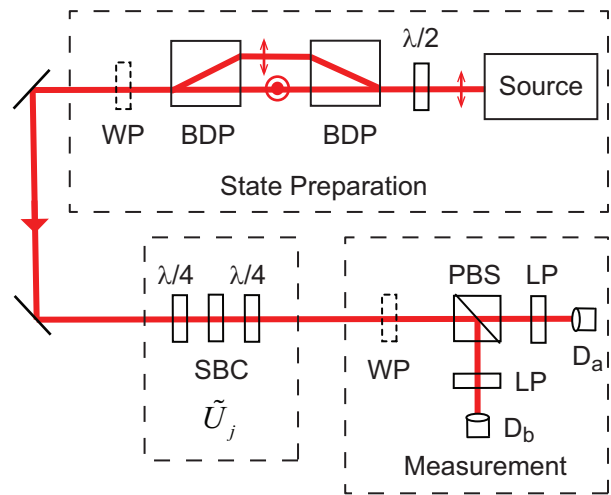 λ/2
Source
WP
BDP
BDP
State Preparation
λ/4
λ/4
SBC
Ũj
PBS
LP
Da
WP
LP
Db
Measurement